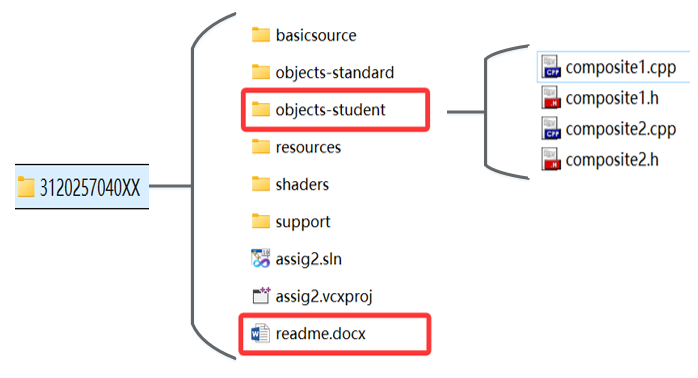 3120257040XX
basicsource
objects-standard
objects-student
resources
shaders
support
assig2.sln
assig2.vcxproj
readme.docx
composite1.cpp
composite1.h
composite2.cpp
composite2.h